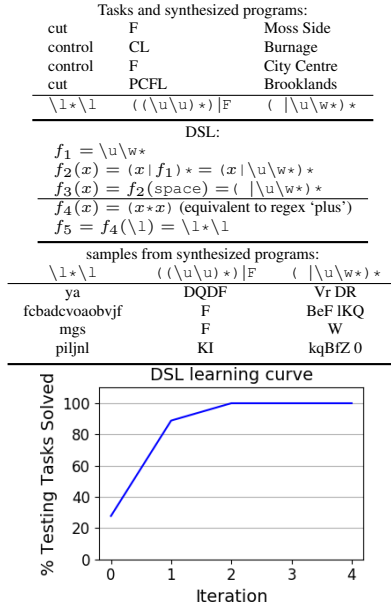 Tasks and synthesized programs:
cut F Moss Side
control CL Burnage
control F City Centre
cut PCFL Brooklands
\l*\l ((\u\u)*)|F ( |\u\w*)*
DSL:
f1 = \u\w*
f2(x) = (x|f1)* = (x|\u\w*)*
f3(x) = f2(space) = ( |\u\w*)*
f4(x) = (x*x) (equivalent to regex ‘plus’)
f5 = f4(\l) = \l*\l
samples from synthesized programs:
\l*\l ((\u\u)*)|F ( |\u\w*)*
ya DQDF Vr DR
fcbadcvoaobvjf F BeF lKQ
mgs F W
piljnl KI kqBfZ 0
DSL learning curve
% Testing Tasks Solved
100
80
60
40
20
0
0 1 2 3 4
Iteration